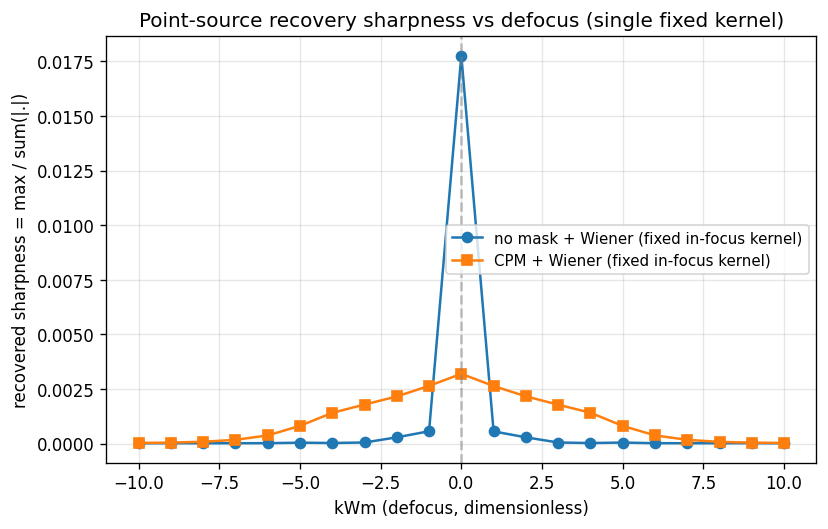 Point-source recovery sharpness vs defocus (single fixed kernel)
recovered sharpness = max / sum(|.|)
0.0175
0.0150
0.0125
0.0100
0.0075
0.0050
0.0025
0.0000
no mask + Wiener (fixed in-focus kernel)
CPM + Wiener (fixed in-focus kernel)
−10.0 −7.5 −5.0 −2.5 0.0 2.5 5.0 7.5 10.0
kWm (defocus, dimensionless)